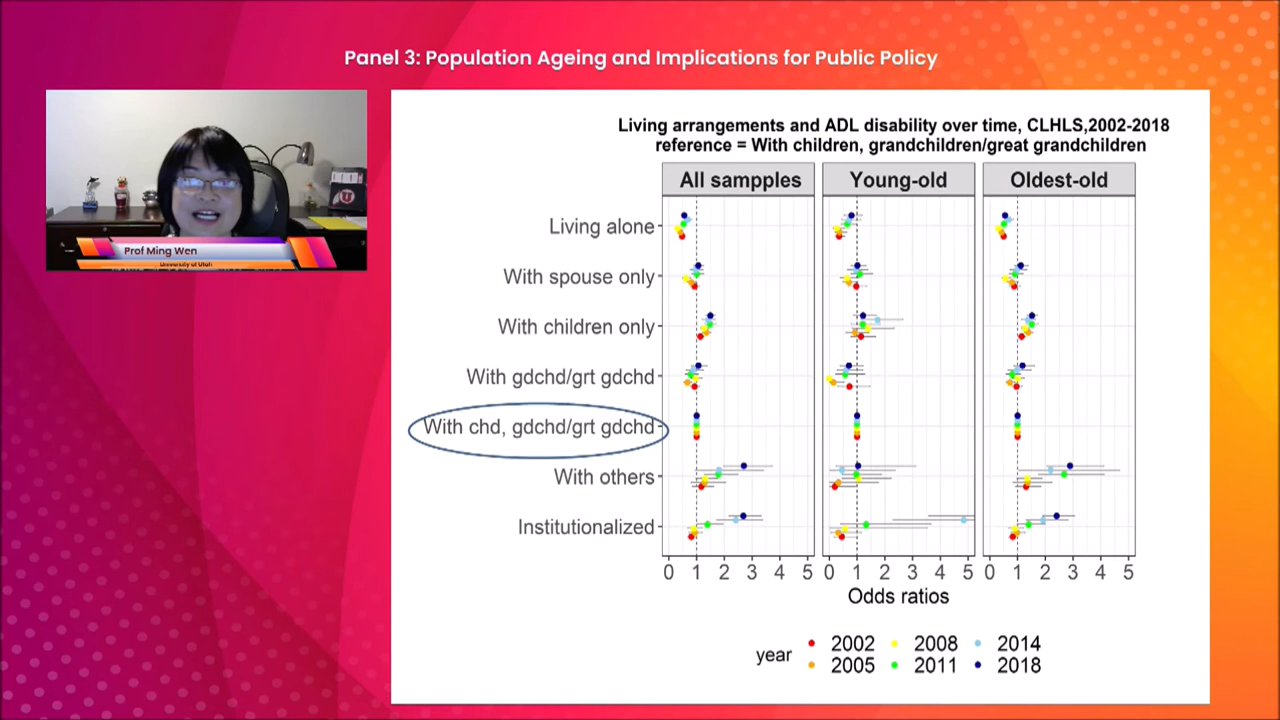 Panel 3: Population Ageing and Implications for Public Policy
U
Prof Ming Wen
University of Utah
Living arrangements and ADL disability over time, CLHLS,2002-2018
reference = With children, grandchildren/great grandchildren
All sampples Young-old Oldest-old
Living alone
With spouse only
With children only
With gdchd/grt gdchd
With chd, gdchd/grt gdchd
With others
Institutionalized
0 1 2 3 4 5 0 1 2 3 4 5 0 1 2 3 4 5
Odds ratios
year
2002 2008 2014
2005 2011 2018